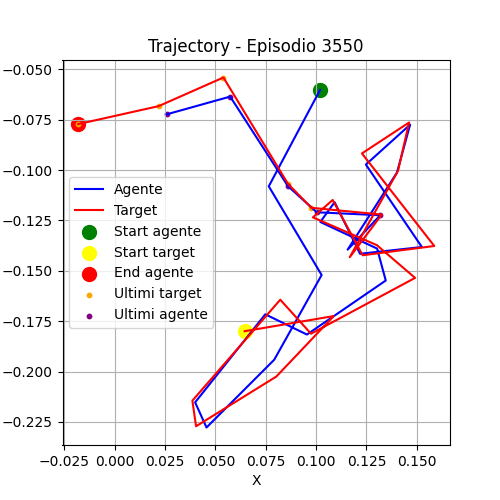 Trajectory - Episodio 3550
−0.050
−0.075
−0.100
−0.125
−0.150
−0.175
−0.200
−0.225
Agente
Target
Start agente
Start target
End agente
Ultimi target
Ultimi agente
−0.025 0.000 0.025 0.050 0.075 0.100 0.125 0.150
X